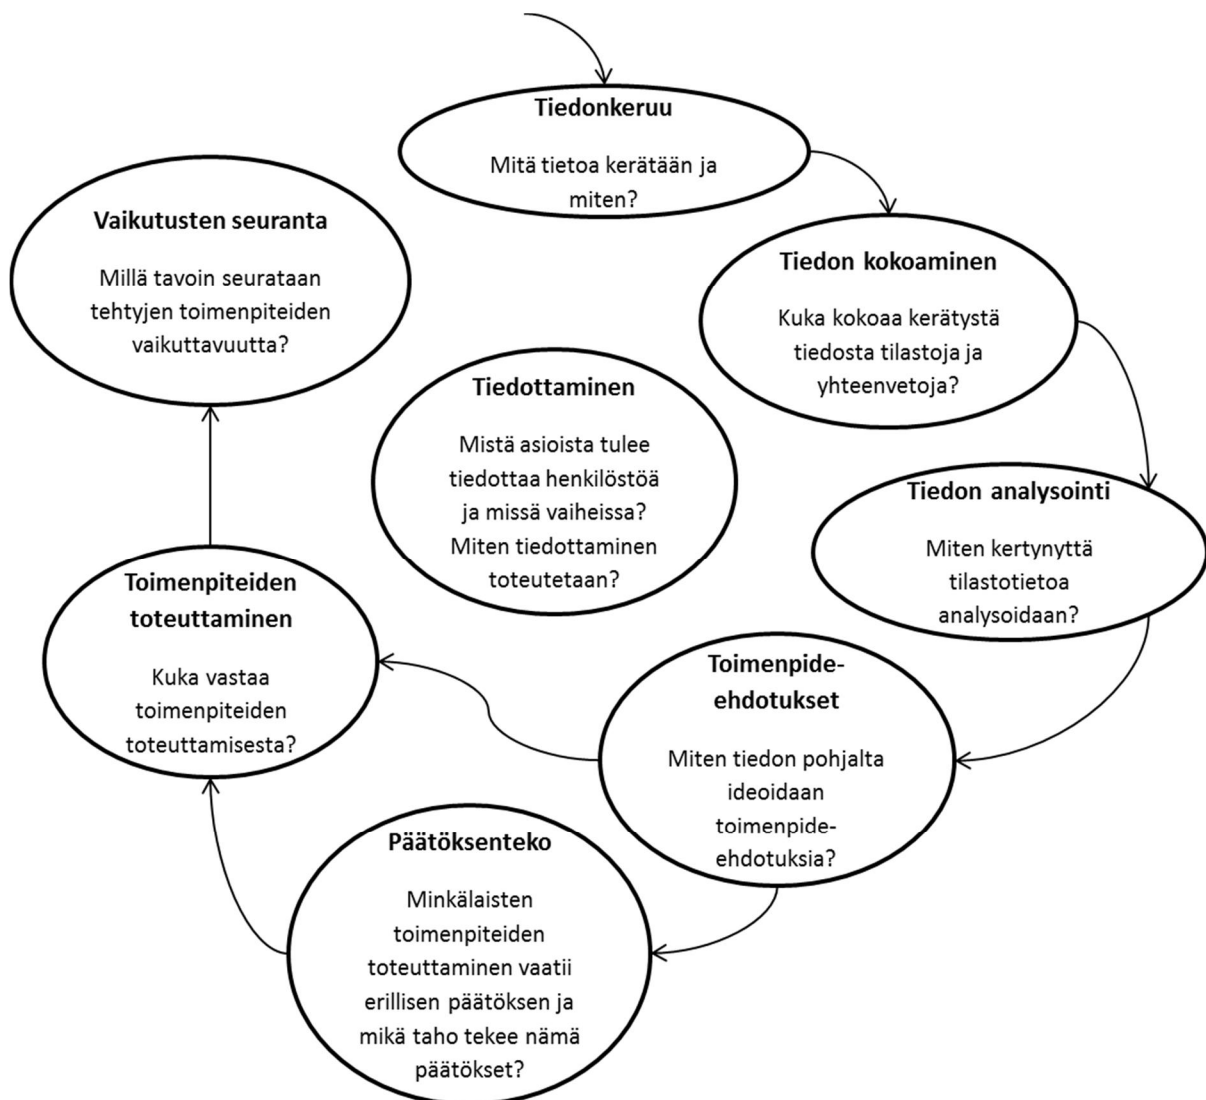 Tiedonkeruu
Mitä tietoa kerätään ja
miten?
Tiedon kokoaminen
Kuka kokoaa kerätystä
tiedosta tilastoja ja
yhteenvetoja?
Tiedon analysointi
Miten kertynyttä
tilastotietoa
analysoidaan?
Toimenpide-
ehdotukset
Miten tiedon pohjalta
ideoidaan
toimenpide-
ehdotuksia?
Päätöksenteko
Minkälaisten
toimenpiteiden
toteuttaminen vaatii
erillisen päätöksen ja
mikä taho tekee nämä
päätökset?
Toimenpiteiden
toteuttaminen
Kuka vastaa
toimenpiteiden
toteuttamisesta?
Vaikutusten seuranta
Millä tavoin seurataan
tehtyjen toimenpiteiden
vaikuttavuutta?
Tiedottaminen
Mistä asioista tulee
tiedottaa henkilöstöä
ja missä vaiheissa?
Miten tiedottaminen
toteutetaan?